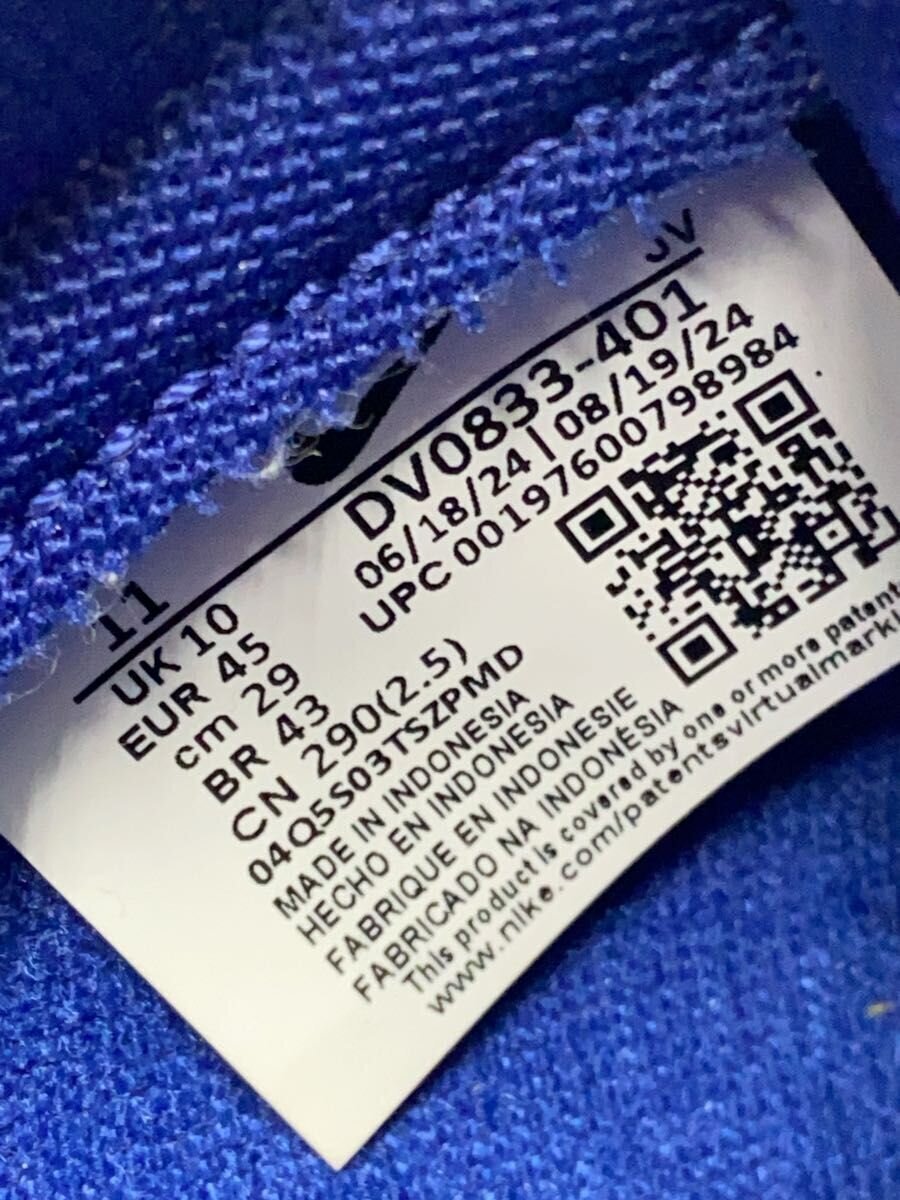 JV
DV0833-401
06/18/24 | 08/19/24
UPC 00197600798984
11
UK 10
EUR 45
cm 29
BR 43
CN 290(2.5)
04Q5S03TSZPMD
MADE IN INDONESIA
HECHO EN INDONESIA
FABRIQUE EN INDONESIE
FABRICADO NA INDONÉSIA
This product is covered by one or more patent
www.nike.com/patentsvirtualmarki